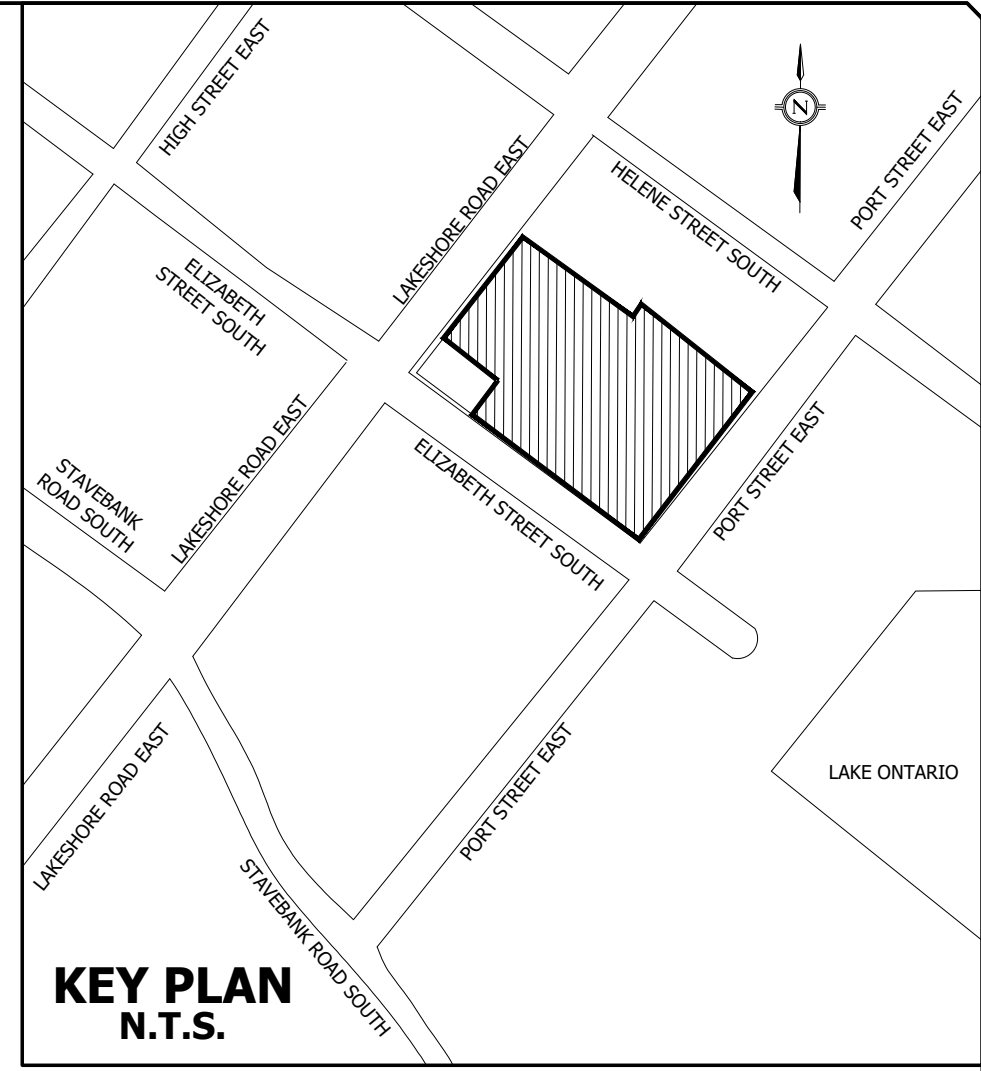 HIGH STREET EAST
N
PORT STREET EAST
LAKESHORE ROAD EAST
HELENE STREET SOUTH
ELIZABETH
STREET SOUTH
LAKESHORE ROAD EAST
PORT STREET EAST
STAVEBANK
ROAD SOUTH
ELIZABETH STREET SOUTH
LAKE ONTARIO
LAKESHORE ROAD EAST
PORT STREET EAST
STAVEBANK ROAD SOUTH
KEY PLAN
N.T.S.